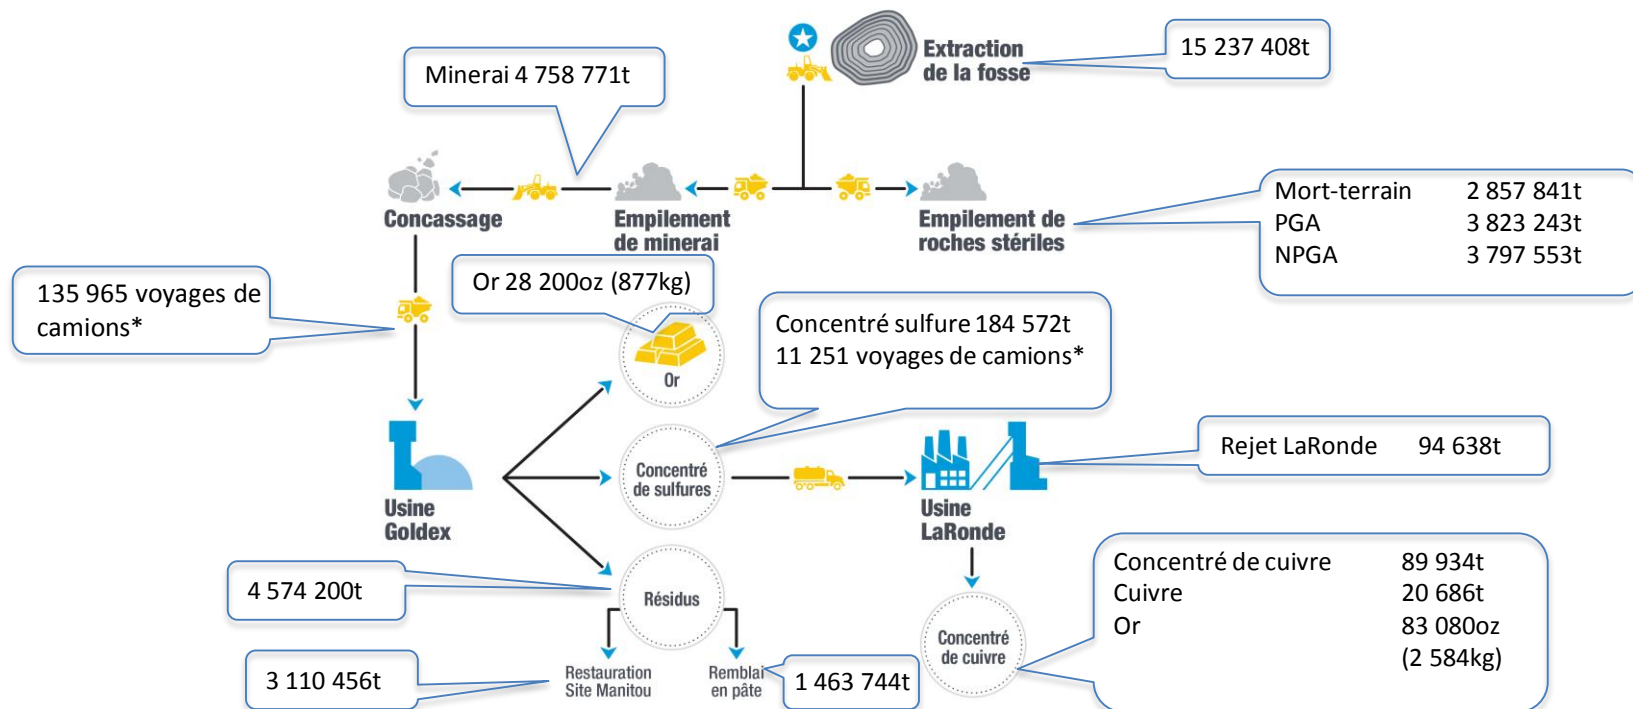 Extraction
de la fosse
15 237 408t
Minerai 4 758 771t
Concassage
Empilement
de minerai
Empilement de
roches stériles
Mort-terrain 2 857 841t
PGA 3 823 243t
NPGA 3 797 553t
135 965 voyages de
camions*
Or 28 200oz (877kg)
Or
Concentré sulfure 184 572t
11 251 voyages de camions*
Usine
Goldex
Concentré
de sulfures
Usine
LaRonde
Rejet LaRonde 94 638t
4 574 200t
Résidus
Concentré de cuivre 89 934t
Cuivre 20 686t
Or 83 080oz
(2 584kg)
Concentré
de cuivre
3 110 456t
Restauration
Site Manitou
Remblai
en pâte
1 463 744t